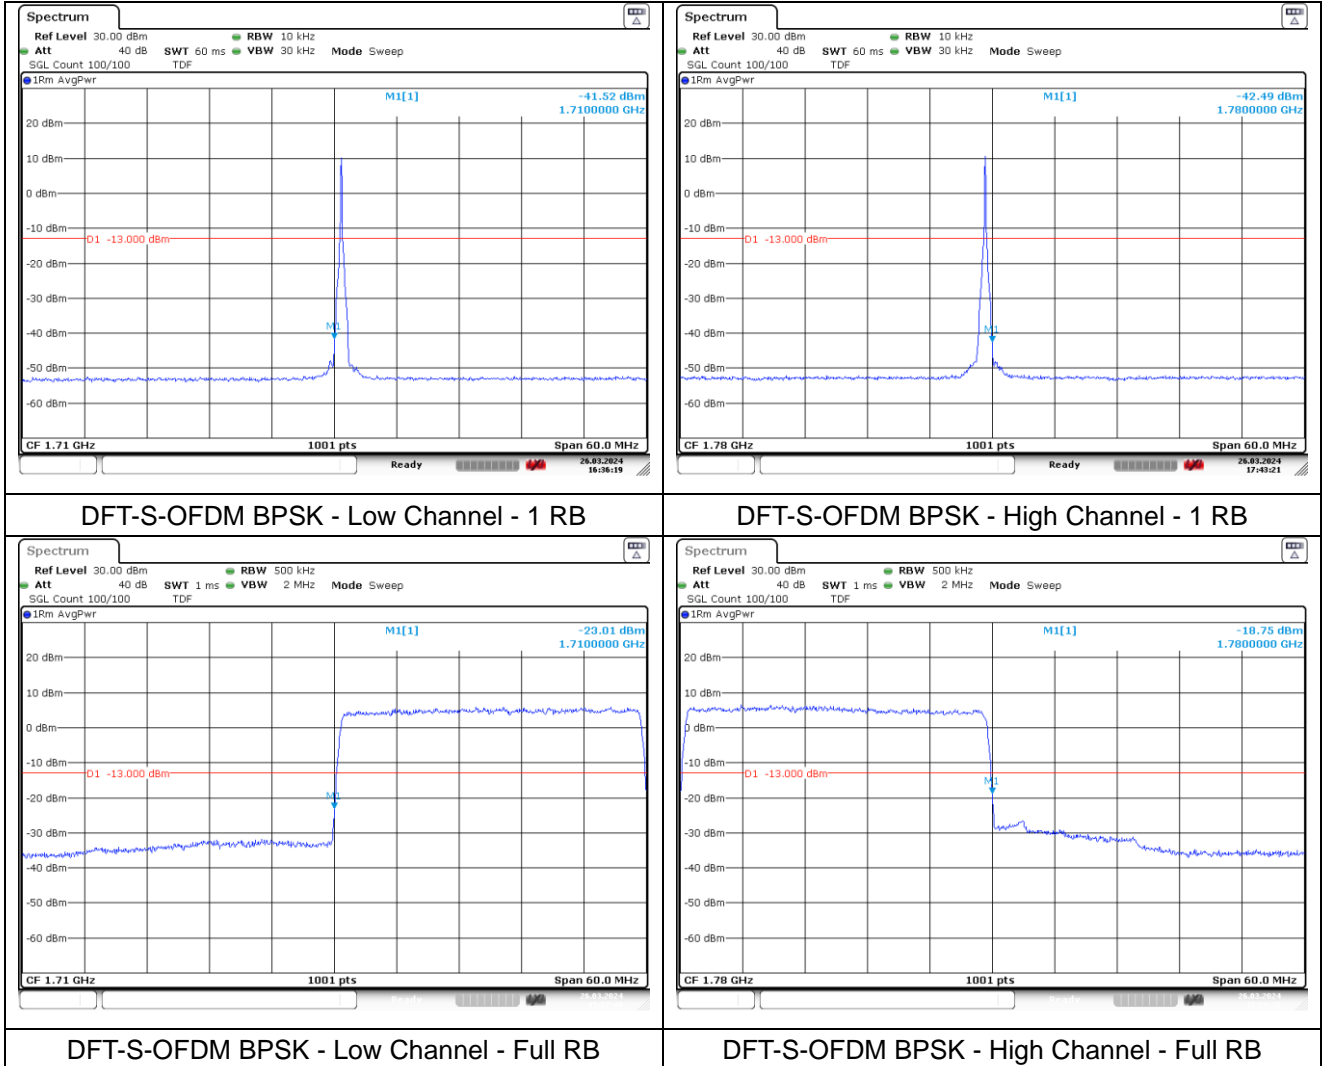 Spectrum
Ref Level 30.00 dBm RBW 10 kHz
Att 40 dB SWT 60 ms VBW 30 kHz Mode Sweep
SGL Count 100/100 TDF
1Rm AvgPwr
M1[1] -41.52 dBm
1.7100000 GHz
20 dBm
10 dBm
0 dBm
-10 dBm
D1 -13.000 dBm
-20 dBm
-30 dBm
M1
-40 dBm
-50 dBm
-60 dBm
CF 1.71 GHz 1001 pts Span 60.0 MHz
Ready 26.03.2024
16:36:19
DFT-S-OFDM BPSK - Low Channel - 1 RB
Spectrum
Ref Level 30.00 dBm RBW 10 kHz
Att 40 dB SWT 60 ms VBW 30 kHz Mode Sweep
SGL Count 100/100 TDF
1Rm AvgPwr
M1[1] -42.49 dBm
1.7800000 GHz
20 dBm
10 dBm
0 dBm
-10 dBm
D1 -13.000 dBm
-20 dBm
-30 dBm
M1
-40 dBm
-50 dBm
-60 dBm
CF 1.78 GHz 1001 pts Span 60.0 MHz
Ready 26.03.2024
17:43:21
DFT-S-OFDM BPSK - High Channel - 1 RB
Spectrum
Ref Level 30.00 dBm RBW 500 kHz
Att 40 dB SWT 1 ms VBW 2 MHz Mode Sweep
SGL Count 100/100 TDF
1Rm AvgPwr
M1[1] -23.01 dBm
1.7100000 GHz
20 dBm
10 dBm
0 dBm
-10 dBm
D1 -13.000 dBm
M1
-20 dBm
-30 dBm
-40 dBm
-50 dBm
-60 dBm
CF 1.71 GHz 1001 pts Span 60.0 MHz
Ready 26.03.2024
DFT-S-OFDM BPSK - Low Channel - Full RB
Spectrum
Ref Level 30.00 dBm RBW 500 kHz
Att 40 dB SWT 1 ms VBW 2 MHz Mode Sweep
SGL Count 100/100 TDF
1Rm AvgPwr
M1[1] -18.75 dBm
1.7800000 GHz
20 dBm
10 dBm
0 dBm
-10 dBm
D1 -13.000 dBm
M1
-20 dBm
-30 dBm
-40 dBm
-50 dBm
-60 dBm
CF 1.78 GHz 1001 pts Span 60.0 MHz
Ready 26.03.2024
DFT-S-OFDM BPSK - High Channel - Full RB